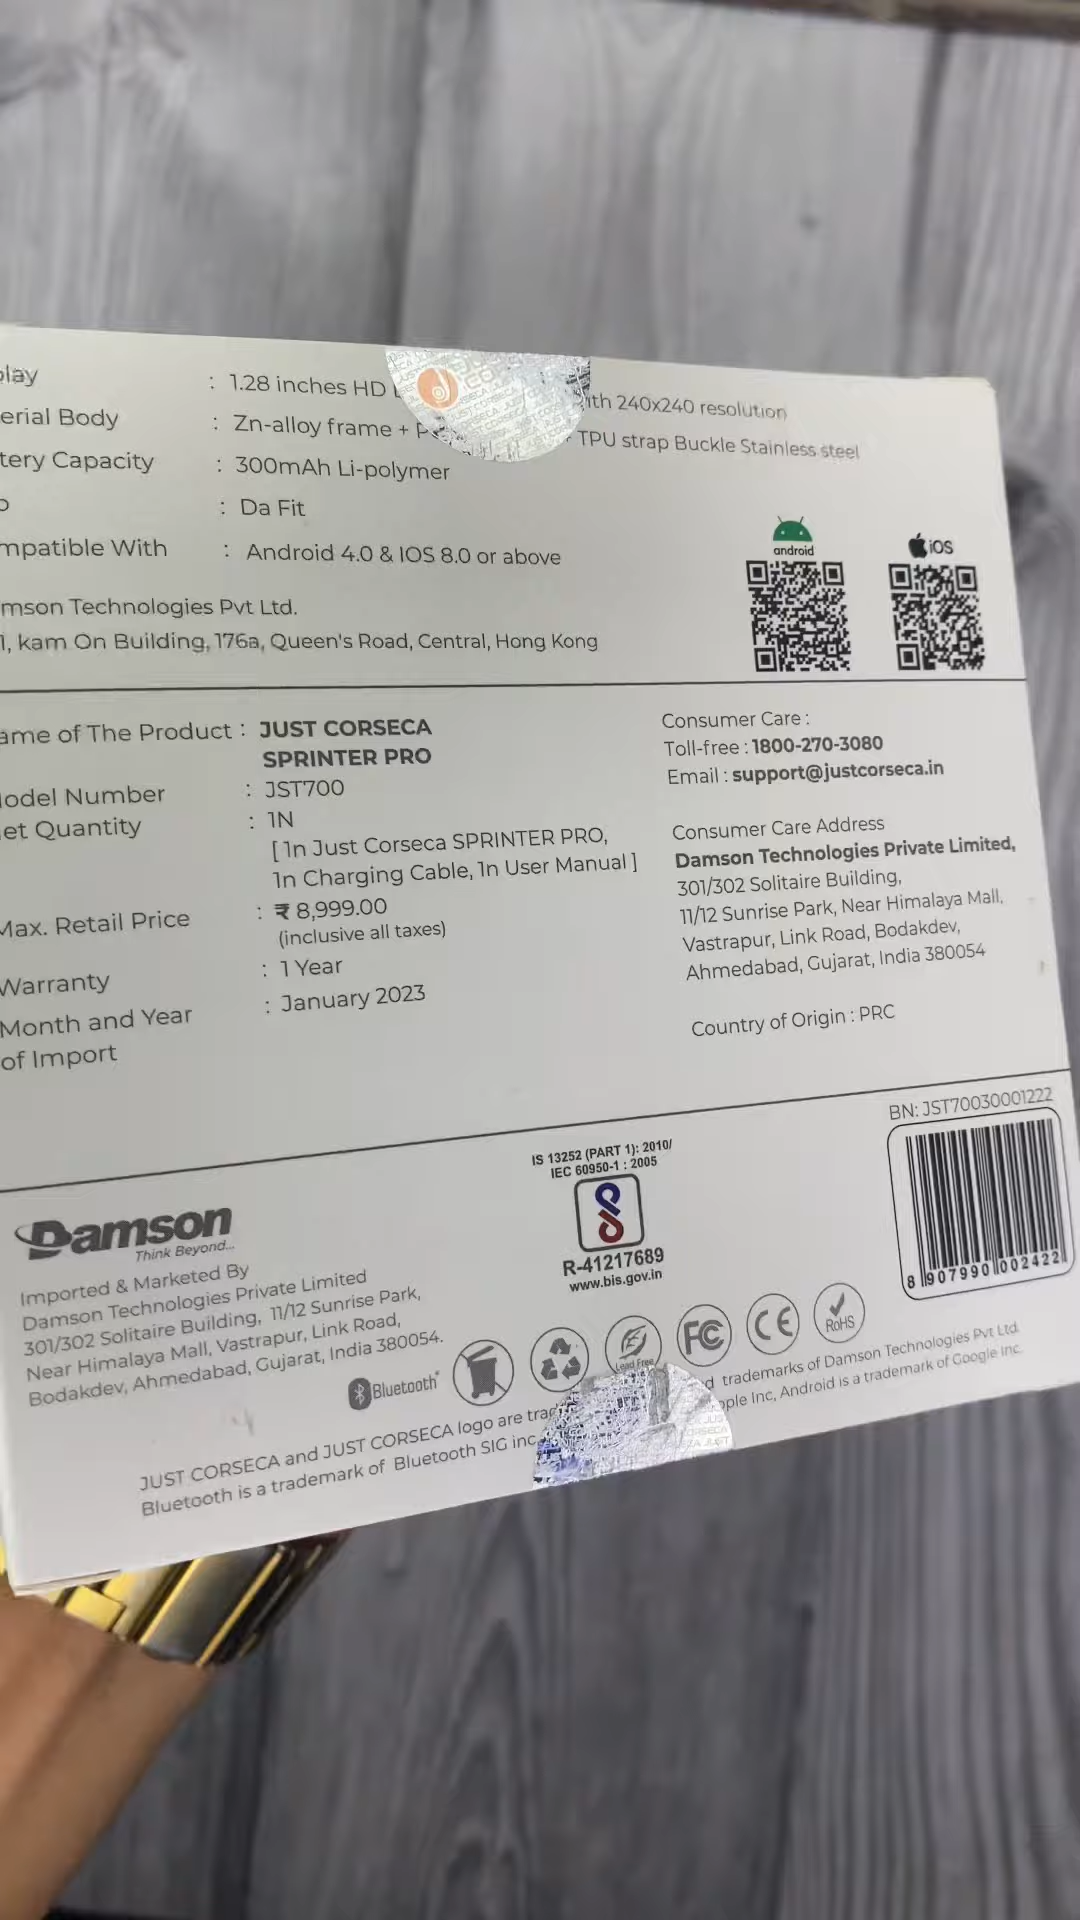 : 1.28 inches HD
with 240x240 resolution
erial Body : Zn-alloy frame +
TPU strap Buckle Stainless steel
tery Capacity : 300mAh Li-polymer
: Da Fit
mpatible With : Android 4.0 & IOS 8.0 or above
android
iOS
mson Technologies Pvt Ltd.
1, kam On Building, 176a, Queen's Road, Central, Hong Kong
ame of The Product : JUST CORSECA
SPRINTER PRO
odel Number : JST700
et Quantity : 1N
[ 1n Just Corseca SPRINTER PRO,
1n Charging Cable, 1n User Manual ]
Max. Retail Price : ₹ 8,999.00
(inclusive all taxes)
Warranty : 1 Year
Month and Year : January 2023
of Import
Consumer Care :
Toll-free : 1800-270-3080
Email : support@justcorseca.in
Consumer Care Address
Damson Technologies Private Limited,
301/302 Solitaire Building,
11/12 Sunrise Park, Near Himalaya Mall,
Vastrapur, Link Road, Bodakdev,
Ahmedabad, Gujarat, India 380054
Country of Origin : PRC
BN: JST70030001222
8 907990 002422
IS 13252 (PART 1): 2010/
IEC 60950-1 : 2005
R-41217689
www.bis.gov.in
Damson
Think Beyond...
Imported & Marketed By
Damson Technologies Private Limited
301/302 Solitaire Building, 11/12 Sunrise Park,
Near Himalaya Mall, Vastrapur, Link Road,
Bodakdev, Ahmedabad, Gujarat, India 380054.
Bluetooth
Lead Free
FC
CE
RoHS
JUST CORSECA and JUST CORSECA logo are trad d trademarks of Damson Technologies Pvt Ltd.
Bluetooth is a trademark of Bluetooth SIG inc. pple Inc, Android is a trademark of Google Inc.